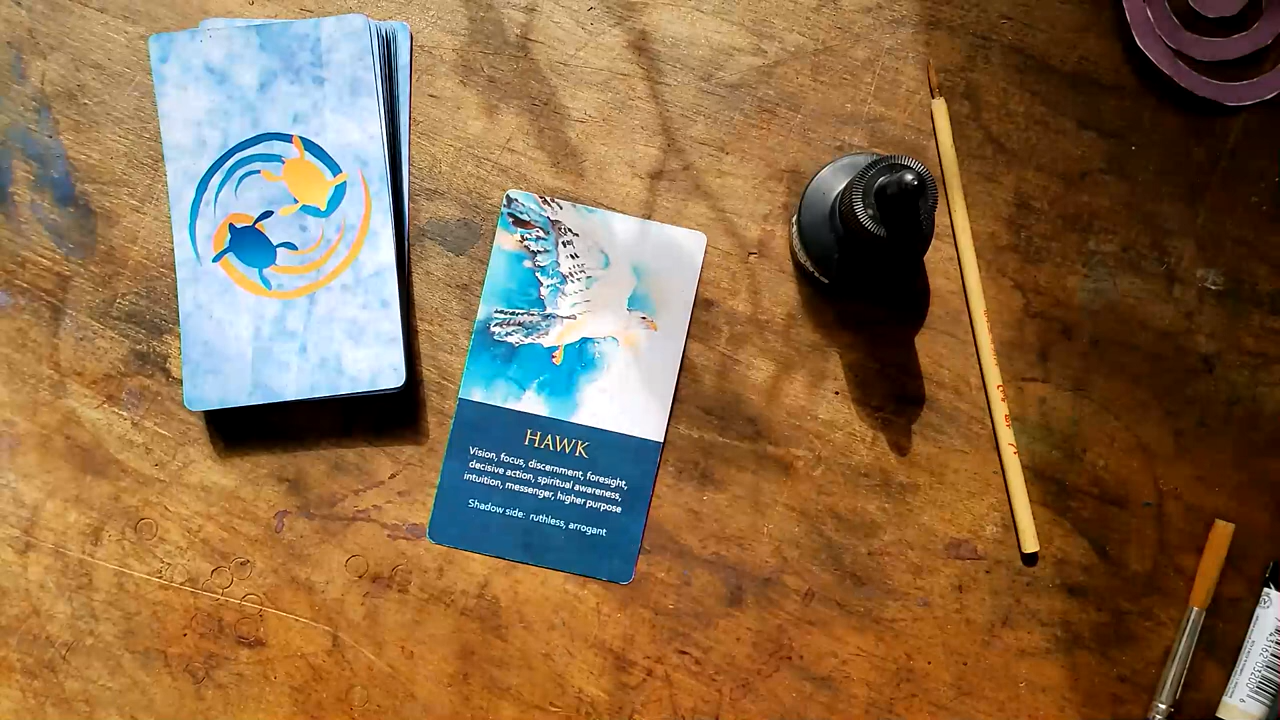 HAWK
Vision, focus, discernment, foresight,
decisive action, spiritual awareness,
intuition, messenger, higher purpose
Shadow side: ruthless, arrogant